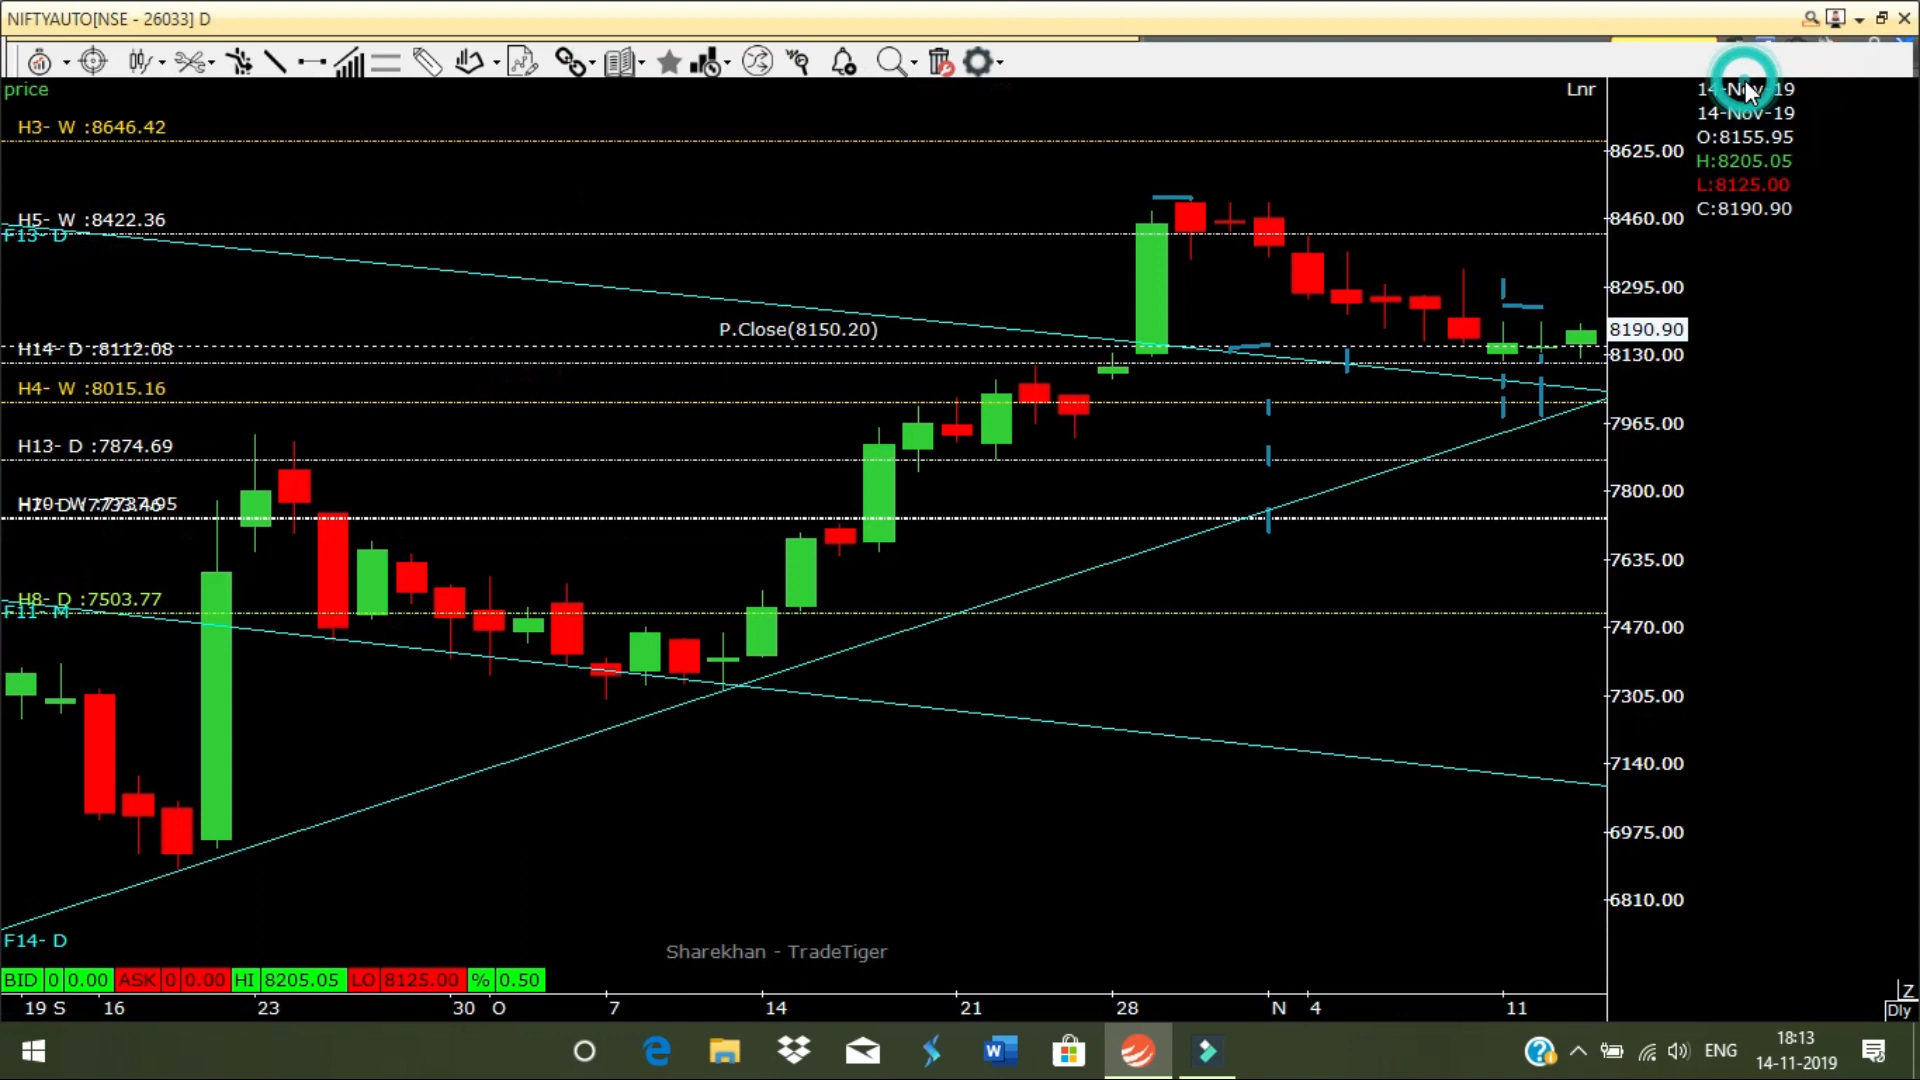 NIFTYAUTO[NSE - 26033] D
price
Lnr
14-Nov-19
14-Nov-19
O:8155.95
H:8205.05
L:8125.00
C:8190.90
H3- W :8646.42
H5- W :8422.36
F13- D
P.Close(8150.20)
H14- D :8112.08
H4- W :8015.16
H13- D :7874.69
H8- D :7503.77
F11- M
F14- D
8625.00
8460.00
8295.00
8190.90
8130.00
7965.00
7800.00
7635.00
7470.00
7305.00
7140.00
6975.00
6810.00
Sharekhan - TradeTiger
BID 0 0.00 ASK 0 0.00 HI 8205.05 LO 8125.00 % 0.50
19 S 16 23 30 O 7 14 21 28 N 4 11
Z
Dly
W
ENG
18:13
14-11-2019